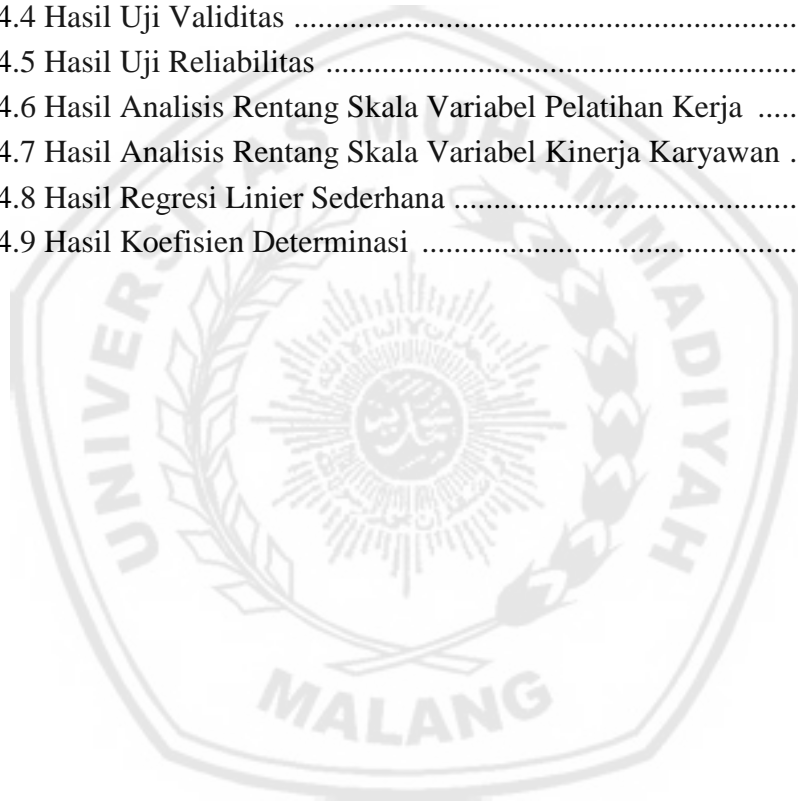 4.4 Hasil Uji Validitas ...............................................................
4.5 Hasil Uji Reliabilitas ...........................................................
4.6 Hasil Analisis Rentang Skala Variabel Pelatihan Kerja .....
4.7 Hasil Analisis Rentang Skala Variabel Kinerja Karyawan .
4.8 Hasil Regresi Linier Sederhana ...........................................
4.9 Hasil Koefisien Determinasi ...............................................
UNIVERSITAS MUHAMMADIYAH
MALANG